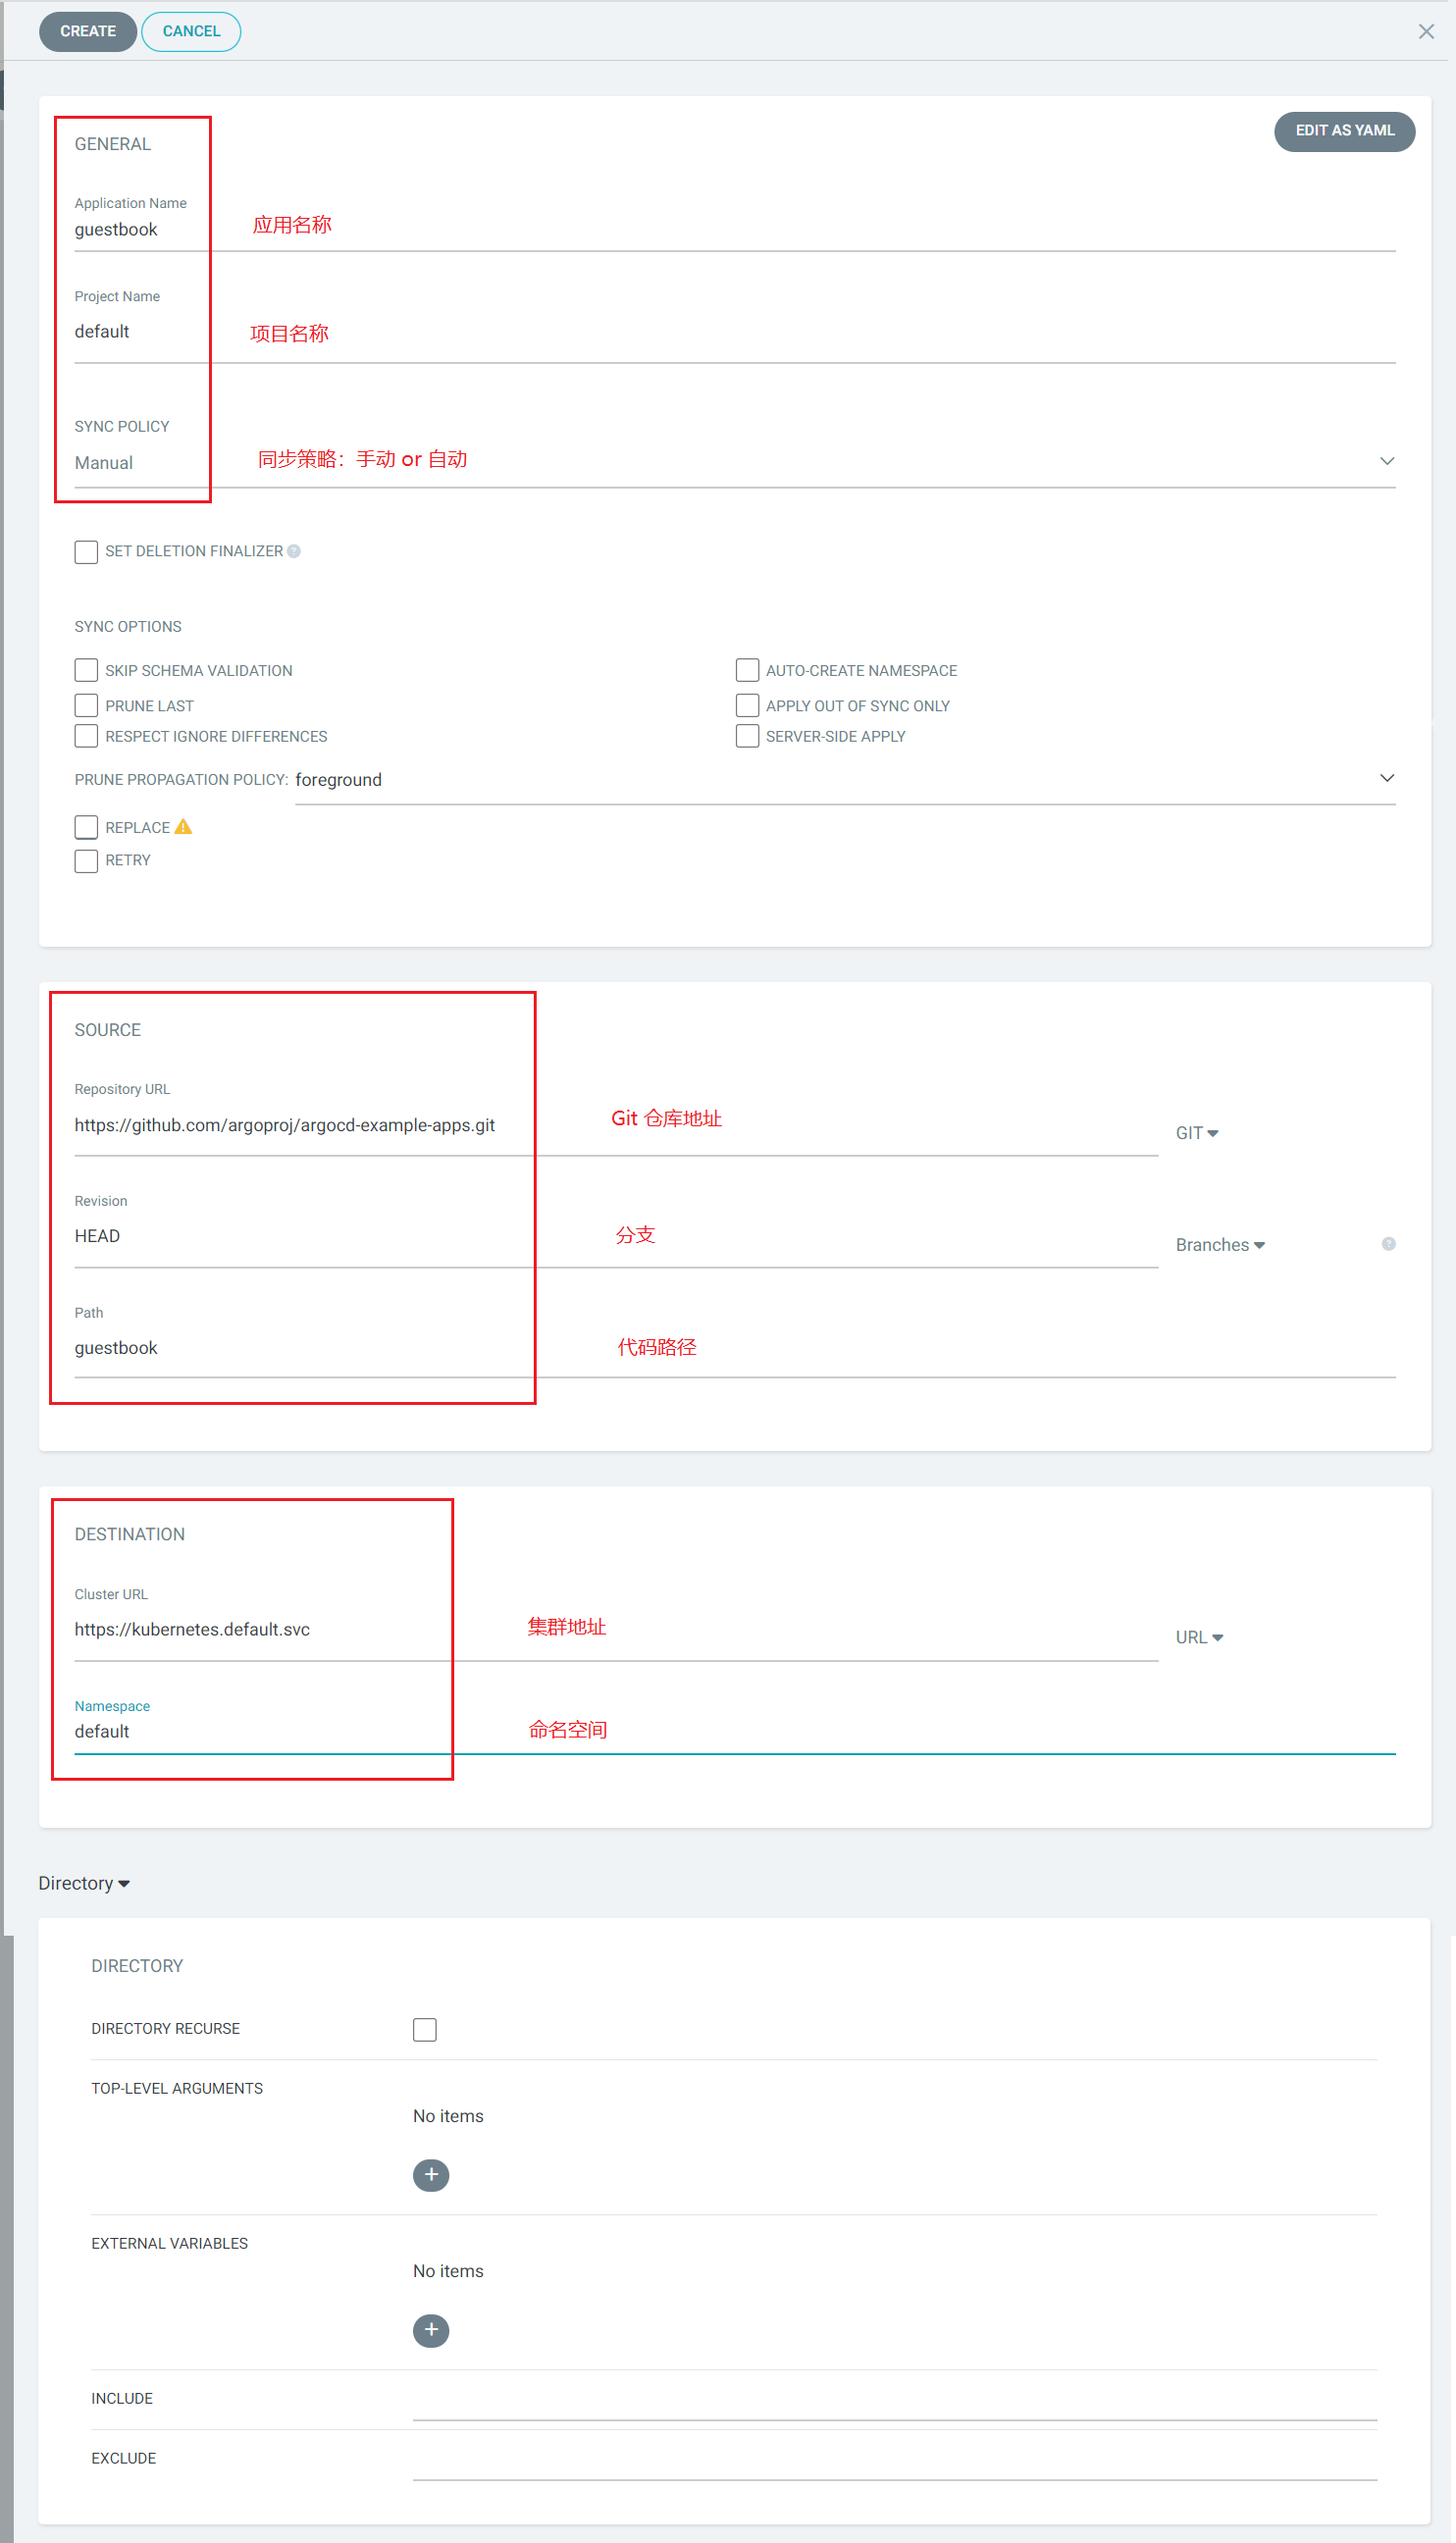 CREATE
CANCEL
GENERAL
EDIT AS YAML
Application Name
guestbook
应用名称
Project Name
default
项目名称
SYNC POLICY
Manual
同步策略：手动 or 自动
SET DELETION FINALIZER
SYNC OPTIONS
SKIP SCHEMA VALIDATION
AUTO-CREATE NAMESPACE
PRUNE LAST
APPLY OUT OF SYNC ONLY
RESPECT IGNORE DIFFERENCES
SERVER-SIDE APPLY
PRUNE PROPAGATION POLICY: foreground
REPLACE
RETRY
SOURCE
Repository URL
https://github.com/argoproj/argocd-example-apps.git
Git 仓库地址
GIT
Revision
HEAD
分支
Branches
Path
guestbook
代码路径
DESTINATION
Cluster URL
https://kubernetes.default.svc
集群地址
URL
Namespace
default
命名空间
Directory
DIRECTORY
DIRECTORY RECURSE
TOP-LEVEL ARGUMENTS
No items
EXTERNAL VARIABLES
No items
INCLUDE
EXCLUDE